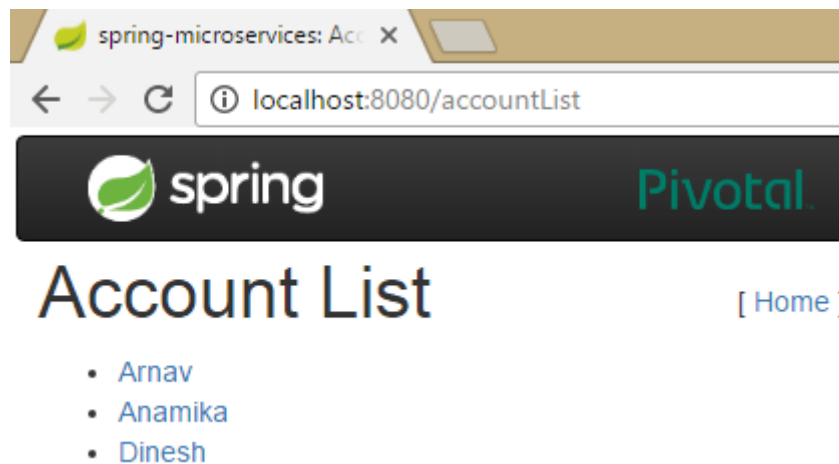 spring-microservices: Acc
localhost:8080/accountList
spring Pivotal
Account List [ Home ]
Arnav
Anamika
Dinesh